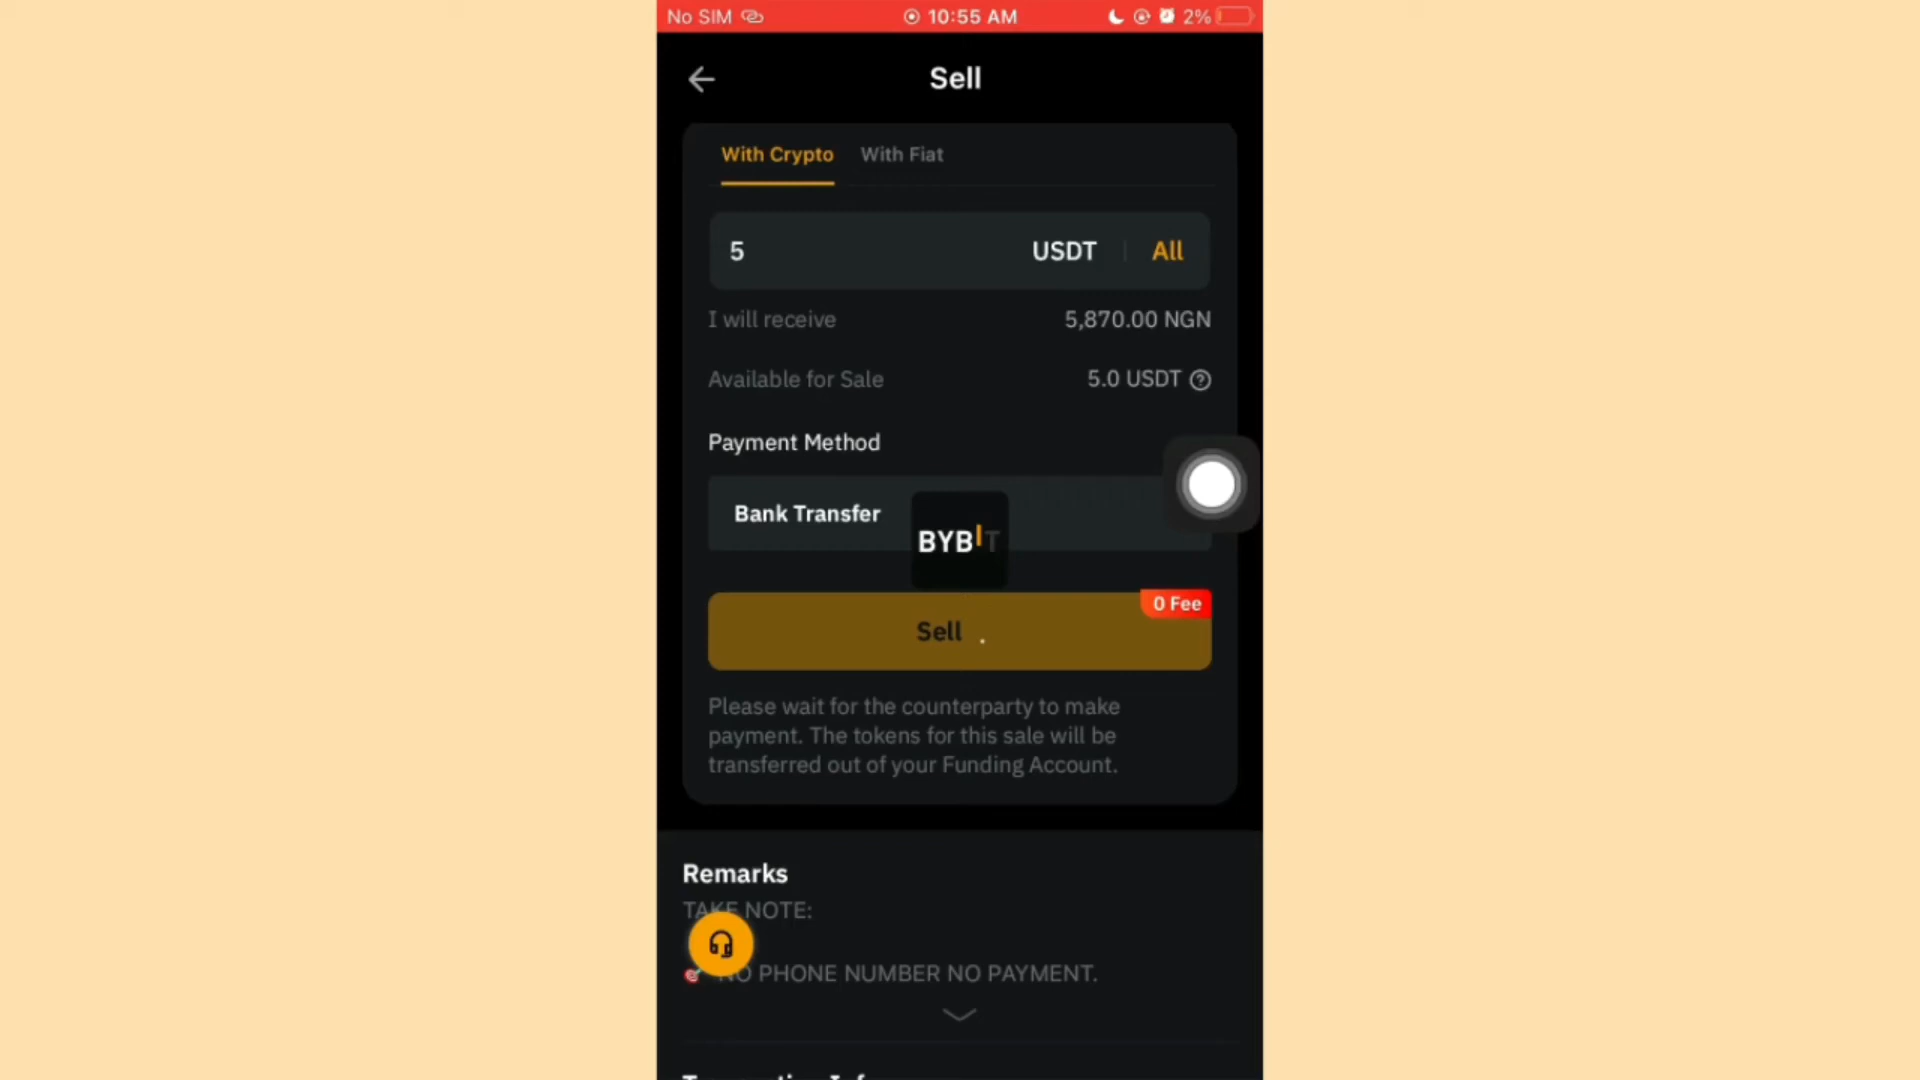 No SIM 10:55 AM 2%
Sell
With Crypto With Fiat
5 USDT All
I will receive 5,870.00 NGN
Available for Sale 5.0 USDT
Payment Method
Bank Transfer
BYBIT
0 Fee
Sell
Please wait for the counterparty to make
payment. The tokens for this sale will be
transferred out of your Funding Account.
Remarks
TAKE NOTE:
NO PHONE NUMBER NO PAYMENT.